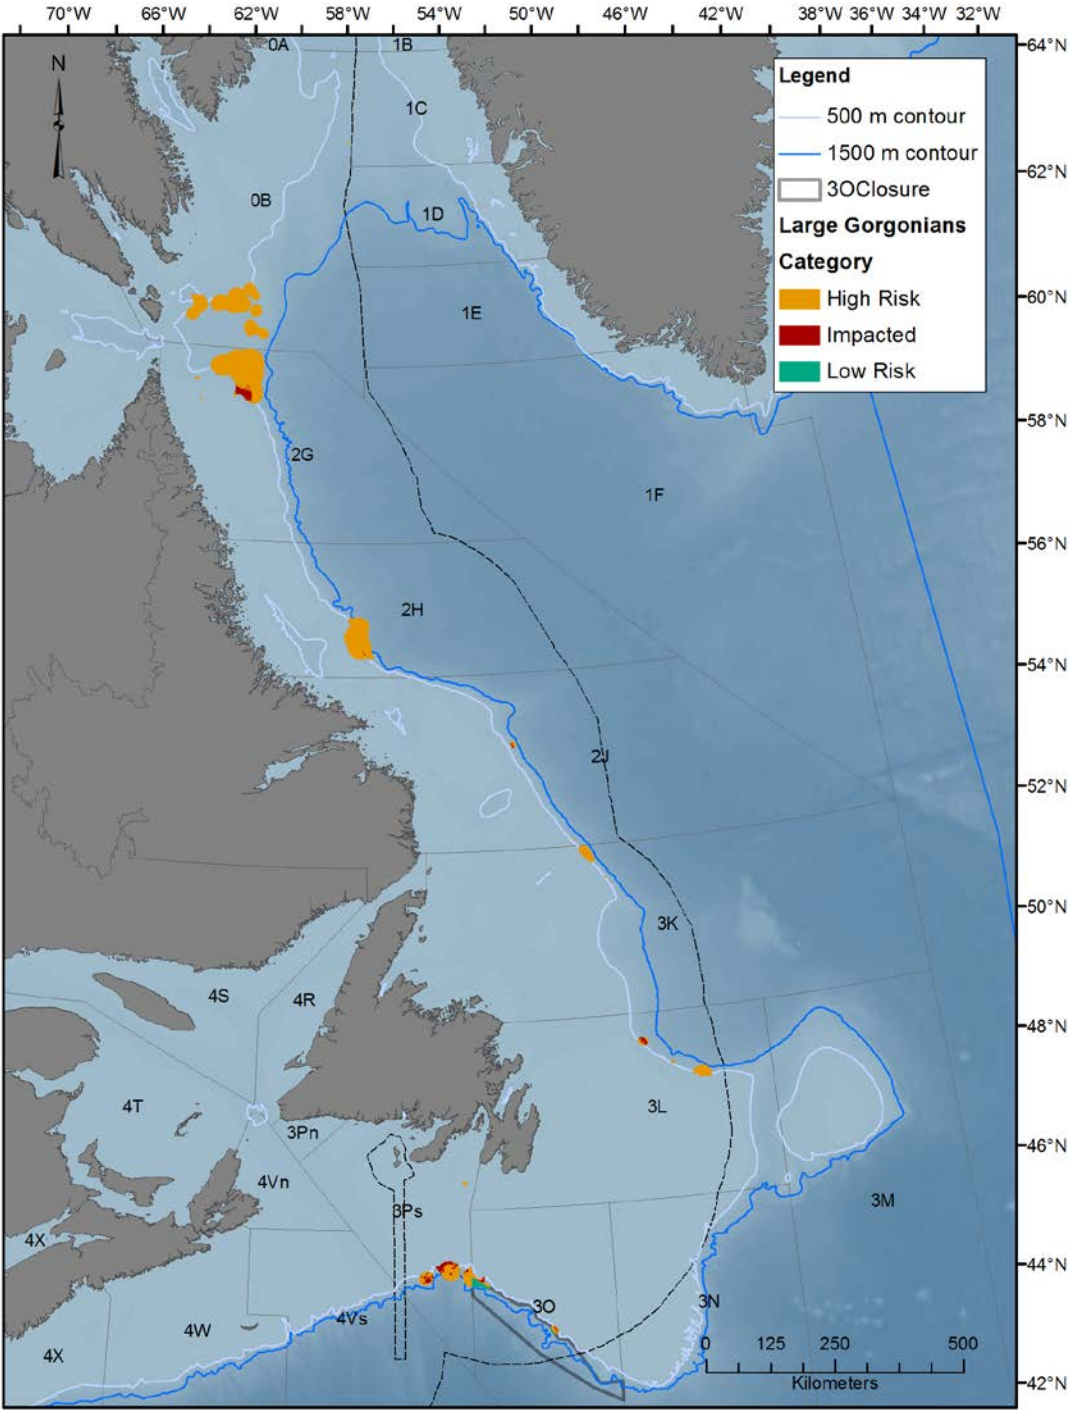 70°W 66°W 62°W 58°W 54°W 50°W 46°W 42°W 38°W 36°W 34°W 32°W
0A 1B
64°N
N
Legend
500 m contour
1C
1500 m contour
62°N
3OClosure
0B
1D
Large Gorgonians
Category
60°N
High Risk
1E
Impacted
Low Risk
58°N
2G
1F
56°N
2H
54°N
2J
52°N
50°N
3K
4S 4R
48°N
4T
3L
3Pn
46°N
4Vn
3M
3Ps
4X
44°N
3N
3O
4Vs
4W
0 125 250 500
4X
Kilometers
42°N